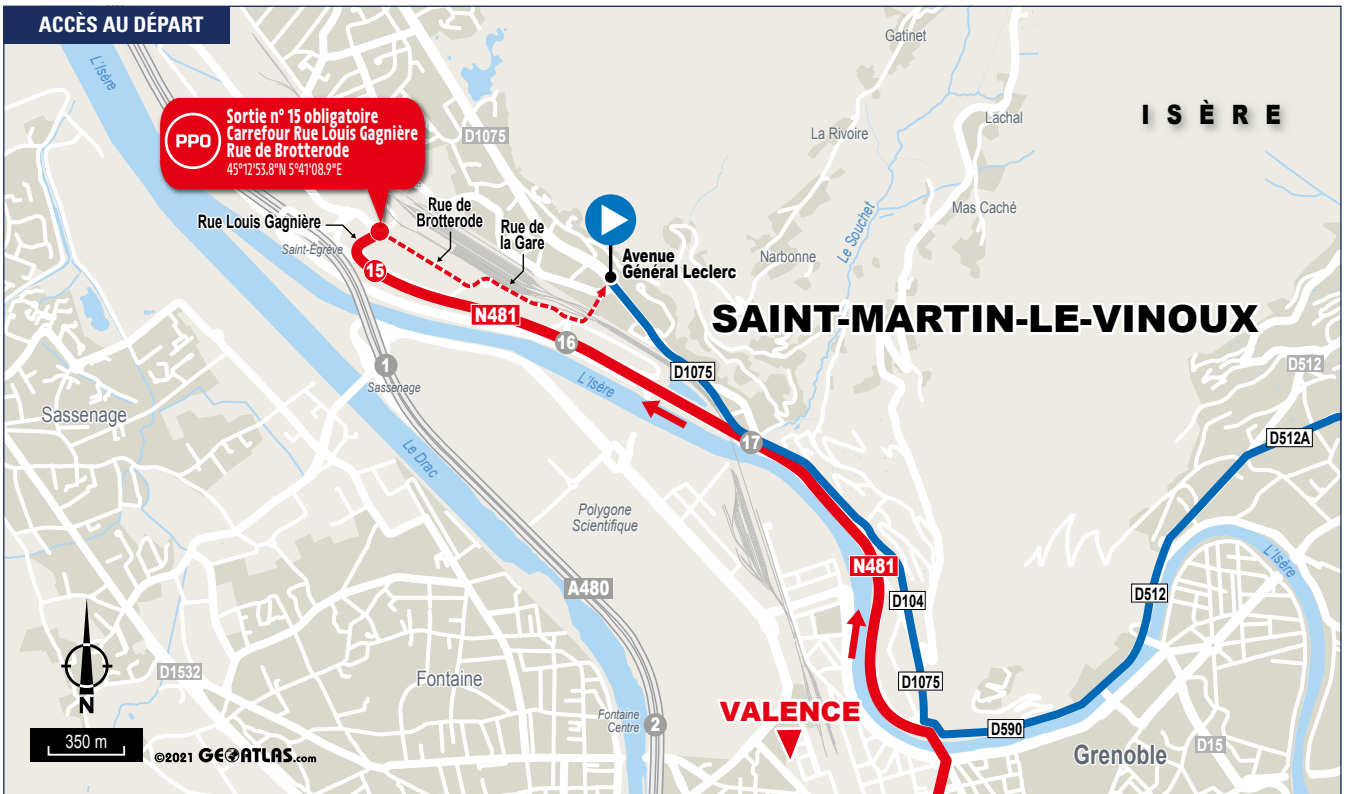 ACCÈS AU DÉPART
Gatinet
L'Isère
I S È R E
PPO
Sortie n° 15 obligatoire
Carrefour Rue Louis Gagnière
Rue de Brotterode
45°12'53.8"N 5°41'08.9"E
D1075
La Rivoire
Lachal
Rue Louis Gagnière
Rue de
Brotterode
Rue de
la Gare
Mas Caché
Le Souchet
Saint-Égrève
15
Avenue
Général Leclerc
Narbonne
N481
SAINT-MARTIN-LE-VINOUX
16
1
Sassenage
L'Isère
D1075
D512
Sassenage
17
D512A
Le Drac
Polygone
Scientifique
A480
N481
D104
D512
L'Isère
D1532
Fontaine
D1075
N
Fontaine
Centre
2
VALENCE
D590
D15
Grenoble
350 m
©2021 GEOATLAS.com